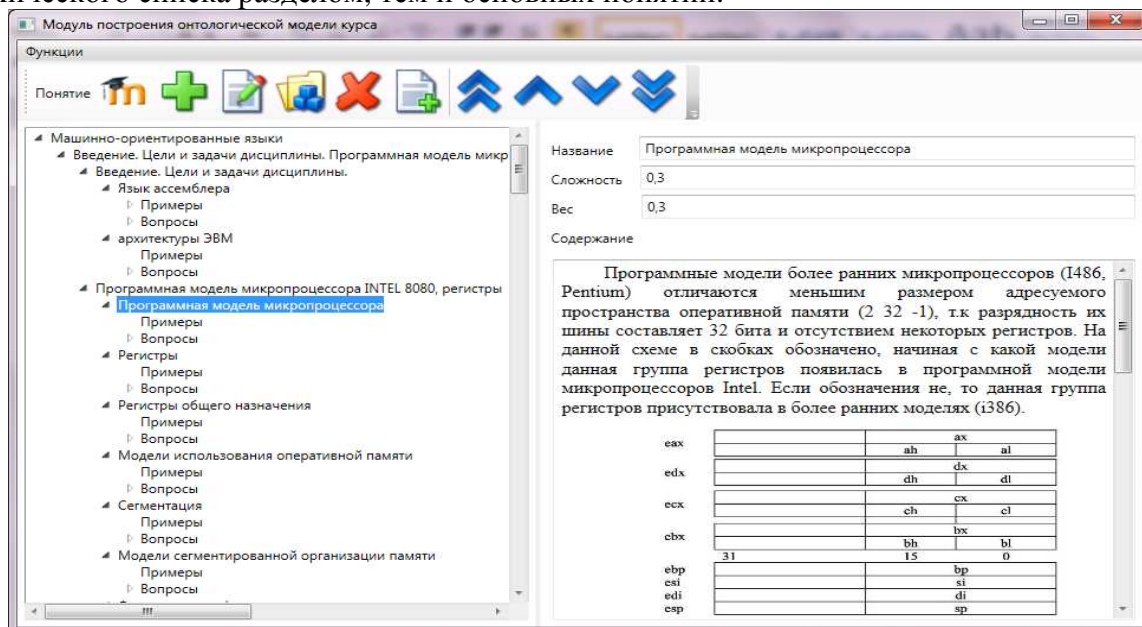 ческого списка разделом, тем и основных понятий.
Модуль построения онтологической модели курса
Функции
Понятие
Машинно-ориентированные языки
Введение. Цели и задачи дисциплины. Программная модель микр
Введение. Цели и задачи дисциплины.
Язык ассемблера
Примеры
Вопросы
архитектуры ЭВМ
Примеры
Вопросы
Программная модель микропроцессора INTEL 8080, регистры
Программная модель микропроцессора
Примеры
Вопросы
Регистры
Примеры
Вопросы
Регистры общего назначения
Примеры
Вопросы
Модели использования оперативной памяти
Примеры
Вопросы
Сегментация
Примеры
Вопросы
Модели сегментированной организации памяти
Примеры
Вопросы
Название Программная модель микропроцессора
Сложность 0,3
Вес 0,3
Содержание
Программные модели более ранних микропроцессоров (I486,
Pentium) отличаются меньшим размером адресуемого
пространства оперативной памяти (2 32 -1), т.к разрядность их
шины составляет 32 бита и отсутствием некоторых регистров. На
данной схеме в скобках обозначено, начиная с какой модели
данная группа регистров появилась в программной модели
микропроцессоров Intel. Если обозначения не, то данная группа
регистров присутствовала в более ранних моделях (i386).
eax ax
ah al
edx dx
dh dl
ecx cx
ch cl
ebx bx
bh bl
31 15 0
ebp bp
esi si
edi di
esp sp